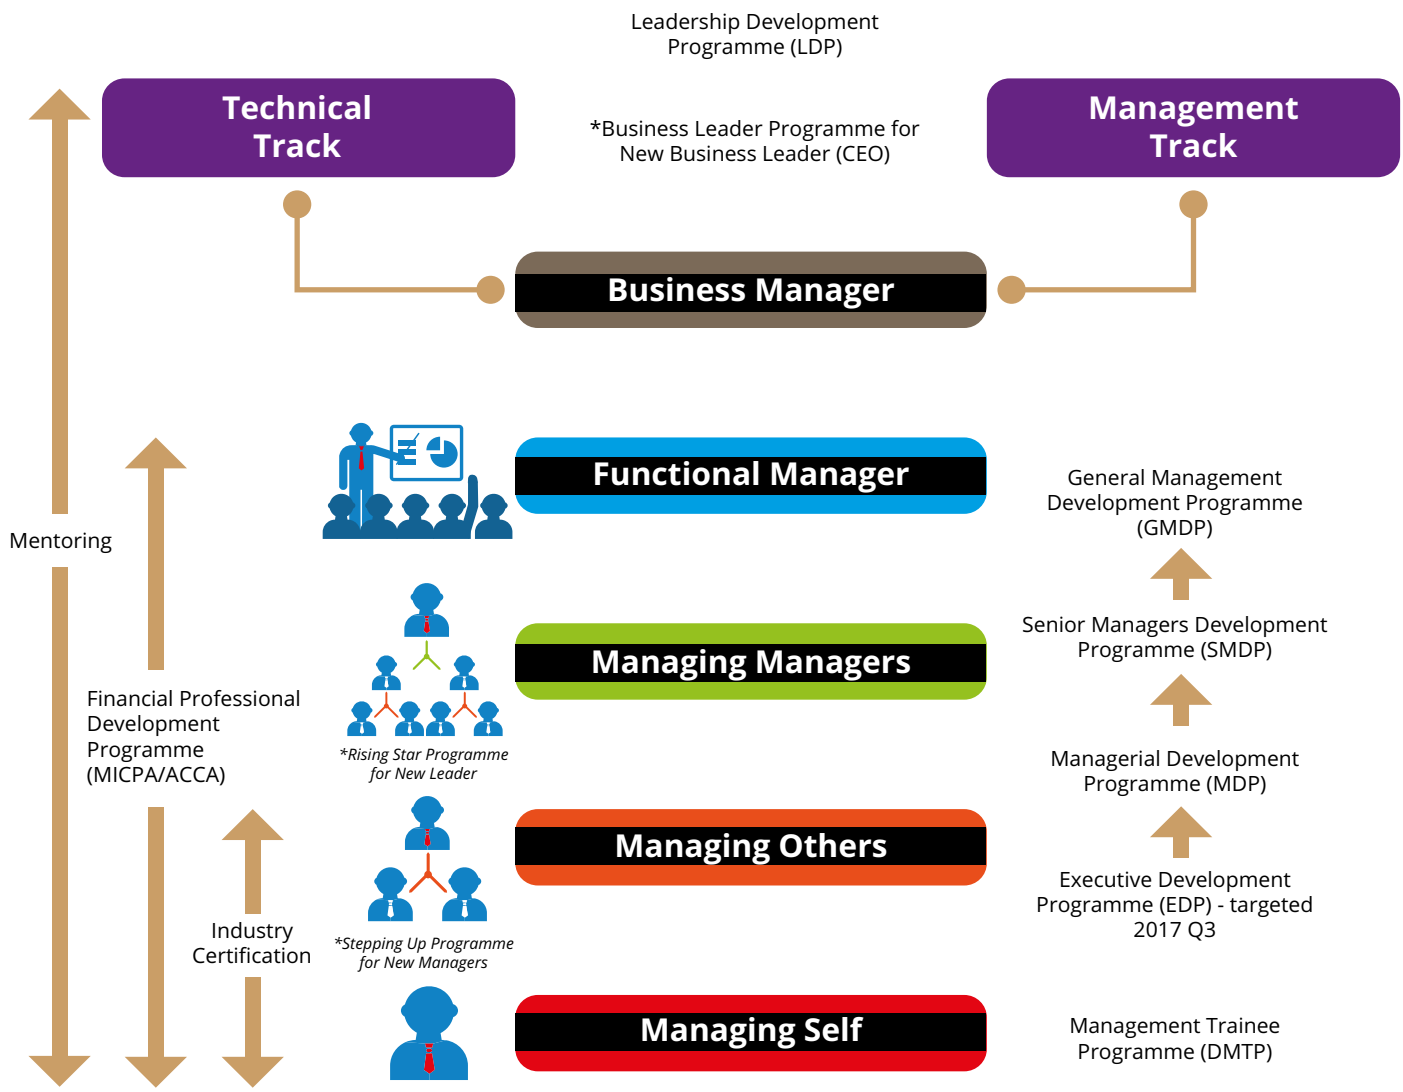 Leadership Development
Programme (LDP)
Technical
Track
*Business Leader Programme for
New Business Leader (CEO)
Management
Track
Business Manager
Functional Manager
General Management
Development Programme
(GMDP)
Mentoring
Senior Managers Development
Programme (SMDP)
Managing Managers
Financial Professional
Development
Programme
(MICPA/ACCA)
*Rising Star Programme
for New Leader
Managerial Development
Programme (MDP)
Managing Others
Executive Development
Programme (EDP) - targeted
2017 Q3
Industry
Certification
*Stepping Up Programme
for New Managers
Managing Self
Management Trainee
Programme (DMTP)